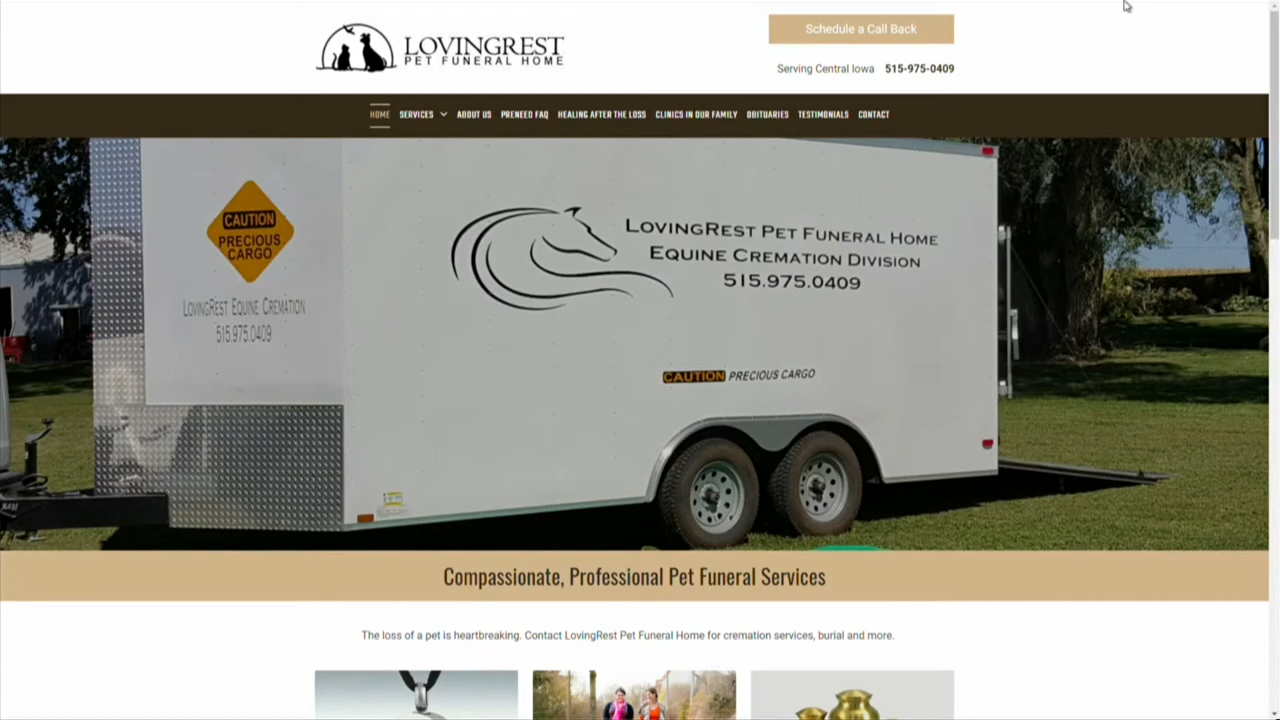 LOVINGREST
PET FUNERAL HOME
Schedule a Call Back
Serving Central Iowa 515-975-0409
HOME SERVICES ABOUT US PRENEED FAQ HEALING AFTER THE LOSS CLINICS IN OUR FAMILY OBITUARIES TESTIMONIALS CONTACT
CAUTION
PRECIOUS
CARGO
LOVINGREST EQUINE CREMATION
515.975.0409
LOVINGREST PET FUNERAL HOME
EQUINE CREMATION DIVISION
515.975.0409
CAUTION PRECIOUS CARGO
Compassionate, Professional Pet Funeral Services
The loss of a pet is heartbreaking. Contact LovingRest Pet Funeral Home for cremation services, burial and more.